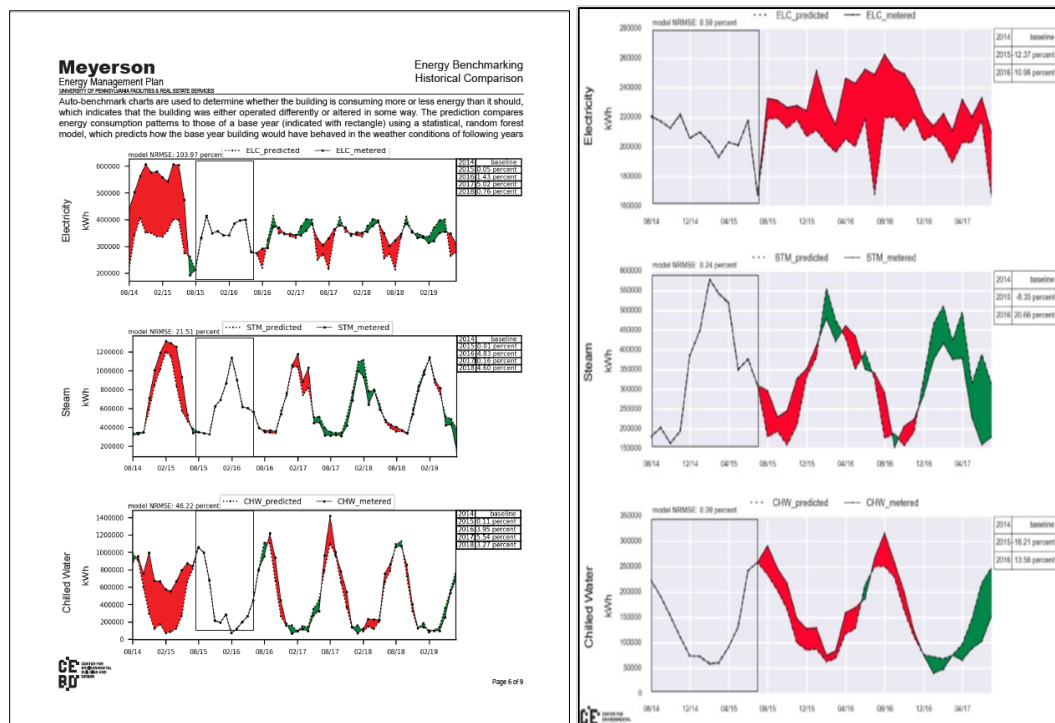 Meyerson
Energy Management Plan
UNIVERSITY OF PENNSYLVANIA FACILITIES & REAL ESTATE SERVICES
Energy Benchmarking
Historical Comparison
Auto-benchmark charts are used to determine whether the building is consuming more or less energy than it should,
which indicates that the building was either operated differently or altered in some way. The prediction compares
energy consumption patterns to those of a base year (indicated with rectangle) using a statistical, random forest
model, which predicts how the base year building would have behaved in the weather conditions of following years
model NRMSE: 103.97 percent
ELC_predicted ELC_metered
2014 baseline
2015 0.05 percent
2016 1.43 percent
2017 5.02 percent
2018 0.76 percent
Electricity
kWh
600000
500000
400000
300000
200000
08/14 02/15 08/15 02/16 08/16 02/17 08/17 02/18 08/18 02/19
model NRMSE: 21.51 percent
STM_predicted STM_metered
2014 baseline
2015 0.01 percent
2016 4.83 percent
2017 0.16 percent
2018 4.60 percent
Steam
kWh
1200000
1000000
800000
600000
400000
200000
08/14 02/15 08/15 02/16 08/16 02/17 08/17 02/18 08/18 02/19
model NRMSE: 46.22 percent
CHW_predicted CHW_metered
2014 baseline
2015 0.11 percent
2016 3.95 percent
2017 5.54 percent
2018 3.27 percent
Chilled Water
kWh
1400000
1200000
1000000
800000
600000
400000
200000
0
08/14 02/15 08/15 02/16 08/16 02/17 08/17 02/18 08/18 02/19
CENTER FOR
ENVIRONMENTAL
BUILDING AND
DESIGN
Page 6 of 9
model NRMSE: 0.59 percent
ELC_predicted ELC_metered
2014 baseline
2015 -12.37 percent
2016 10.96 percent
Electricity
kWh
280000
260000
240000
220000
200000
180000
160000
08/14 12/14 04/15 08/15 12/15 04/16 08/16 12/16 04/17
model NRMSE: 0.24 percent
STM_predicted STM_metered
2014 baseline
2015 -8.35 percent
2016 20.66 percent
Steam
kWh
600000
550000
500000
450000
400000
350000
300000
250000
200000
150000
08/14 12/14 04/15 08/15 12/15 04/16 08/16 12/16 04/17
model NRMSE: 0.09 percent
CHW_predicted CHW_metered
2014 baseline
2015 -18.21 percent
2016 13.56 percent
Chilled Water
kWh
350000
300000
250000
200000
150000
100000
50000
0
08/14 12/14 04/15 08/15 12/15 04/16 08/16 12/16 04/17
CENTER FOR
ENVIRONMENTAL